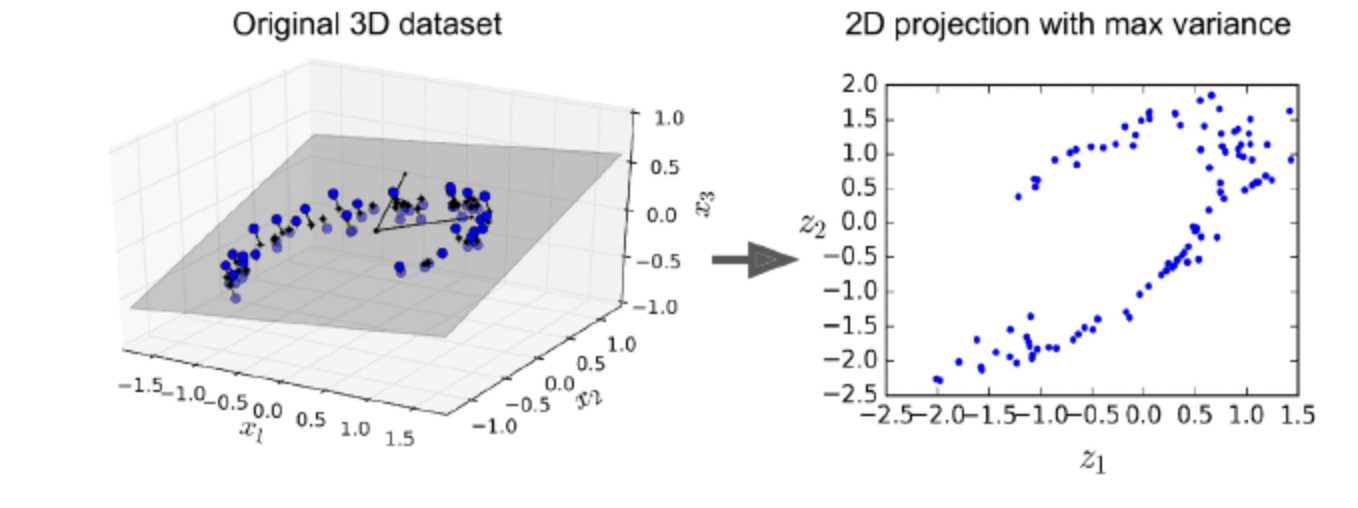 Original 3D dataset
1.0
0.5
0.0
−0.5
−1.0
x3
−1.5 −1.0 −0.5 0.0 0.5 1.0 1.5
x1
−1.0 −0.5 0.0 0.5 1.0
x2
2D projection with max variance
2.0
1.5
1.0
0.5
0.0
−0.5
−1.0
−1.5
−2.0
−2.5
z2
−2.5 −2.0 −1.5 −1.0 −0.5 0.0 0.5 1.0 1.5
z1